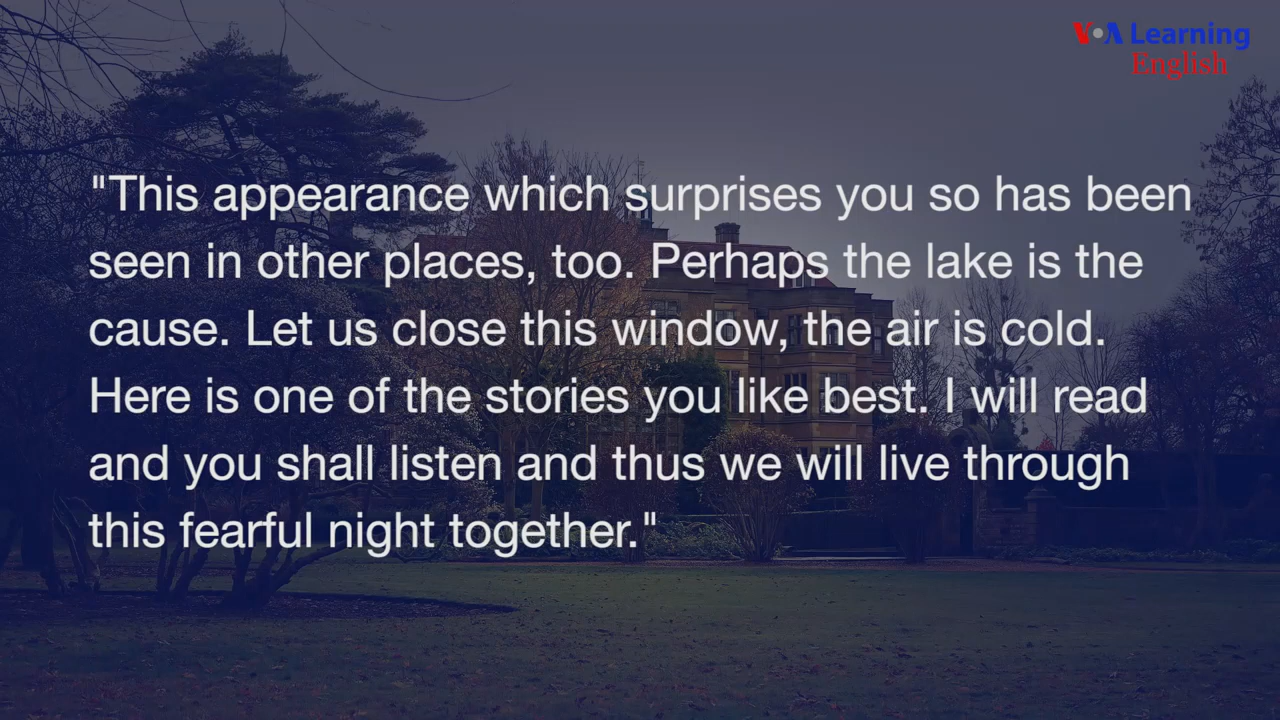 VOA Learning
English
"This appearance which surprises you so has been
seen in other places, too. Perhaps the lake is the
cause. Let us close this window, the air is cold.
Here is one of the stories you like best. I will read
and you shall listen and thus we will live through
this fearful night together."